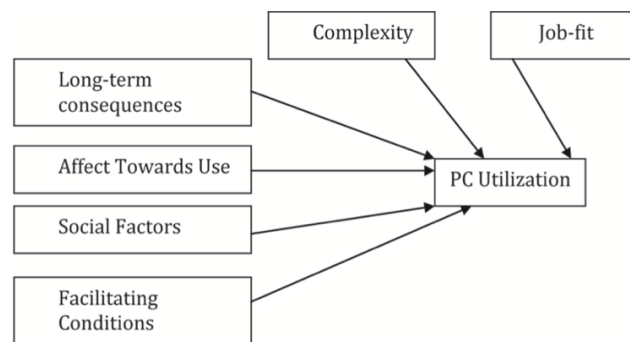 Complexity
Job-fit
Long-term
consequences
Affect Towards Use
PC Utilization
Social Factors
Facilitating
Conditions